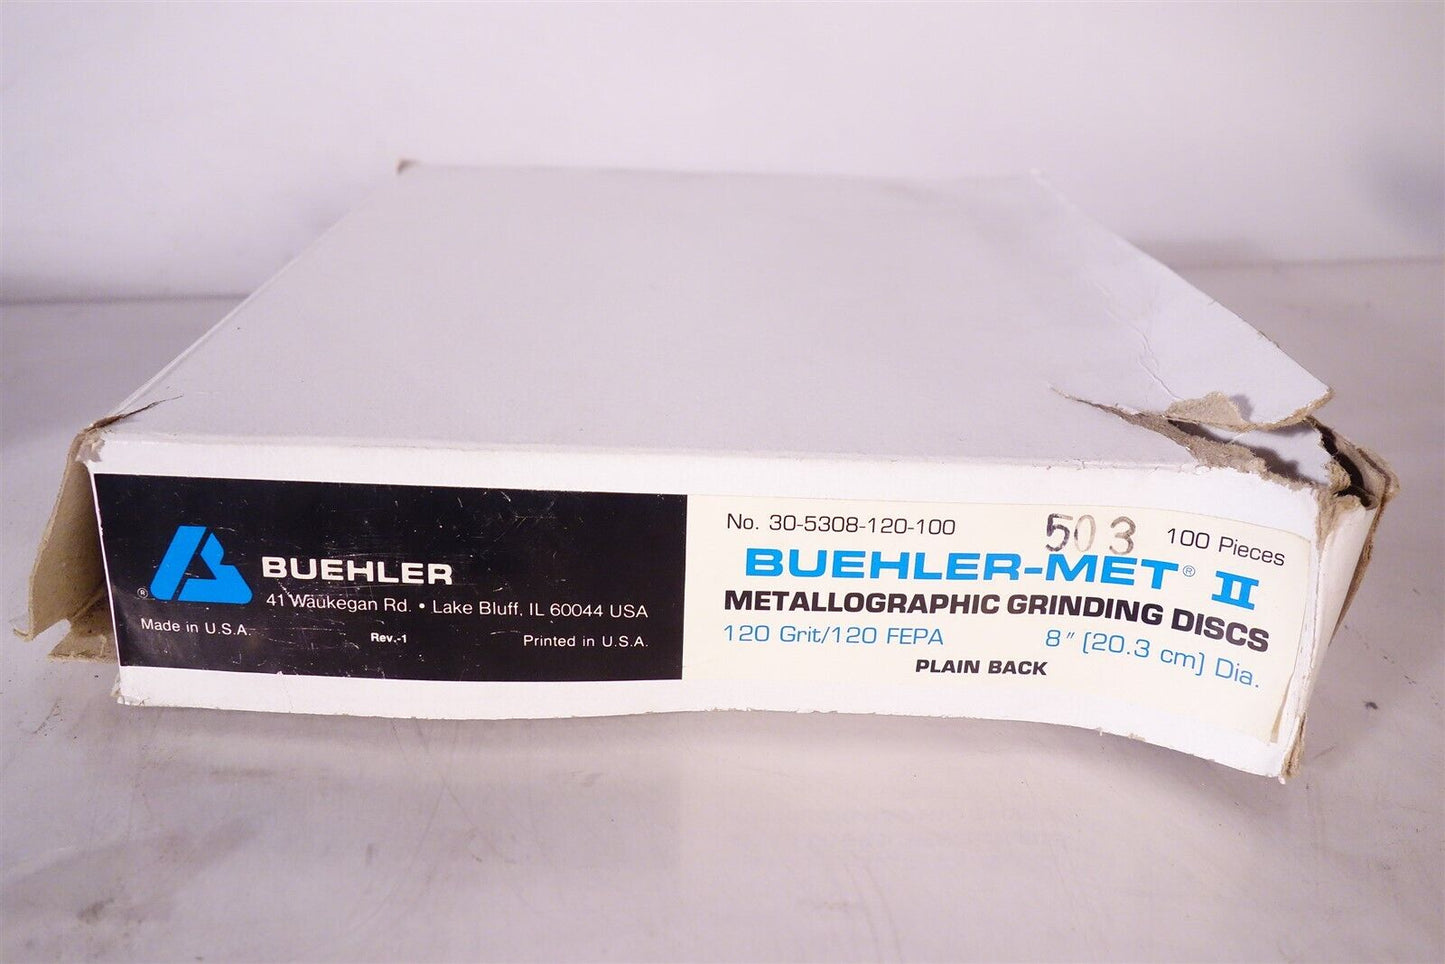 BUEHLER
®
41 Waukegan Rd. • Lake Bluff, IL 60044 USA
Made in U.S.A.
Rev.-1
Printed in U.S.A.
No. 30-5308-120-100
503
100 Pieces
BUEHLER-MET® II
METALLOGRAPHIC GRINDING DISCS
120 Grit/120 FEPA
8" (20.3 cm) Dia.
PLAIN BACK